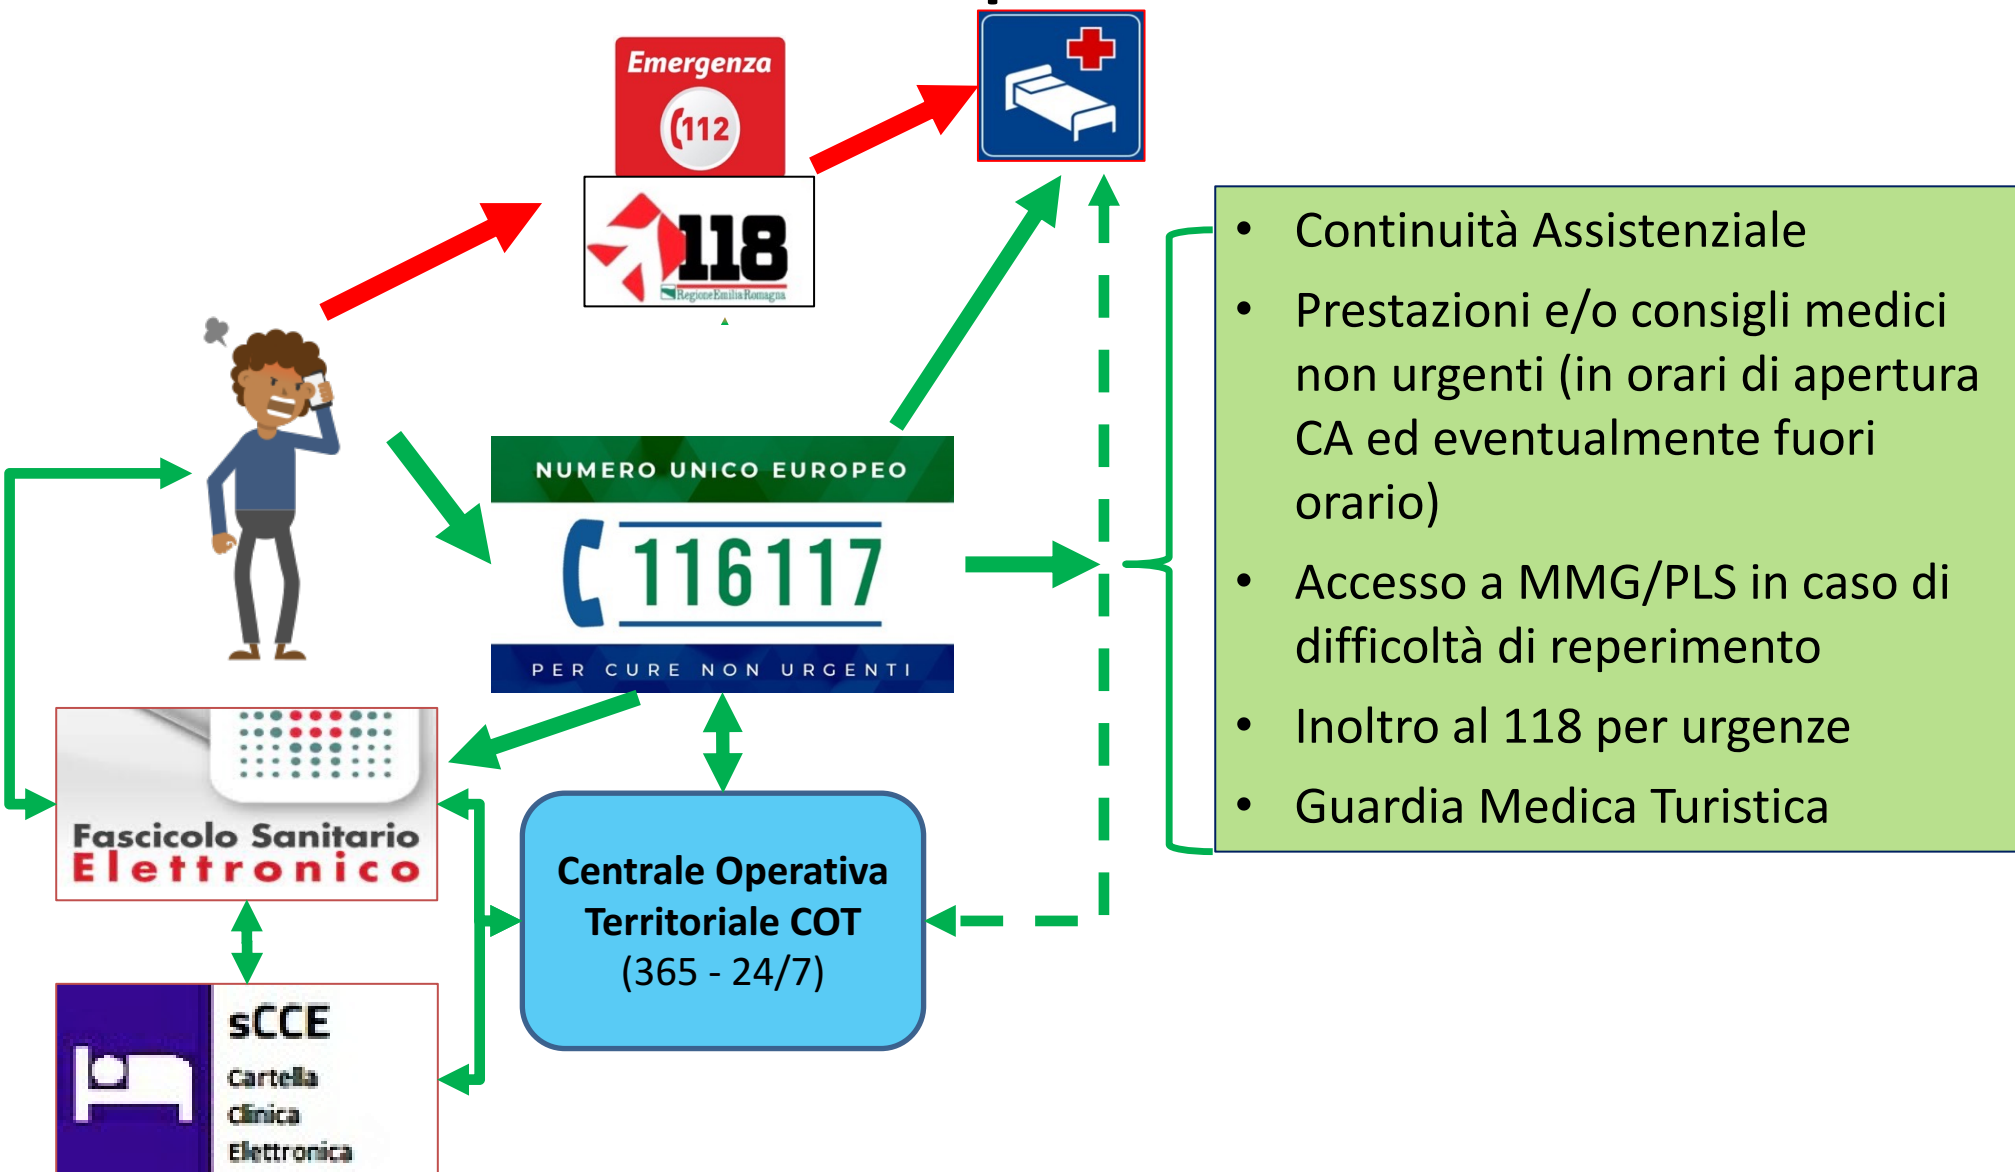 Emergenza
112
118
RegioneEmiliaRomagna
NUMERO UNICO EUROPEO
116117
PER CURE NON URGENTI
• Continuità Assistenziale
• Prestazioni e/o consigli medici
non urgenti (in orari di apertura
CA ed eventualmente fuori
orario)
• Accesso a MMG/PLS in caso di
difficoltà di reperimento
• Inoltro al 118 per urgenze
• Guardia Medica Turistica
Fascicolo Sanitario
Elettronico
Centrale Operativa
Territoriale COT
(365 - 24/7)
sCCE
Cartella
Clinica
Elettronica